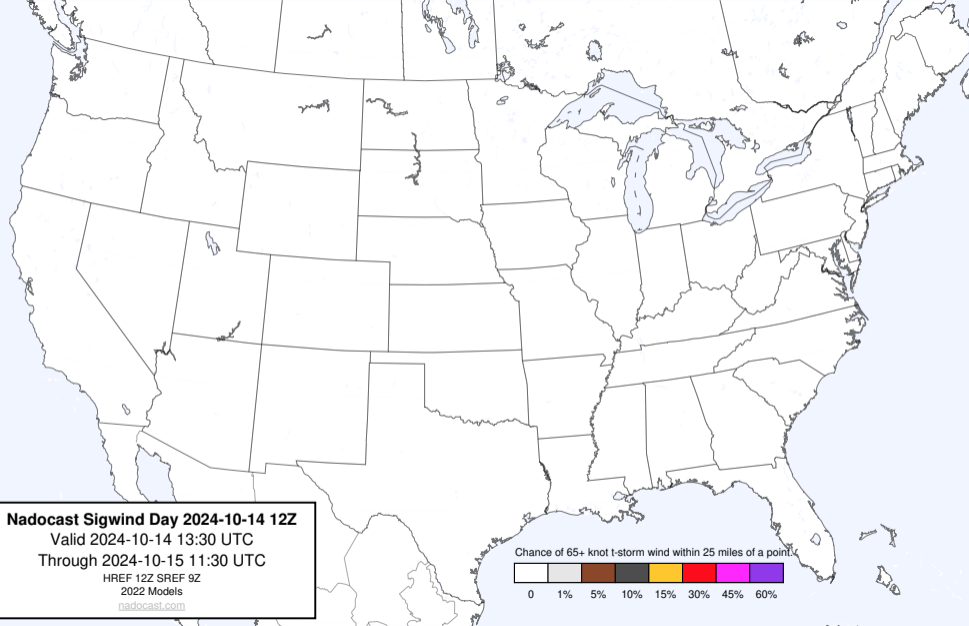 Nadocast Sigwind Day 2024-10-14 12Z
Valid 2024-10-14 13:30 UTC
Through 2024-10-15 11:30 UTC
HREF 12Z SREF 9Z
2022 Models
nadocast.com
Chance of 65+ knot t-storm wind within 25 miles of a point.
0 1% 5% 10% 15% 30% 45% 60%